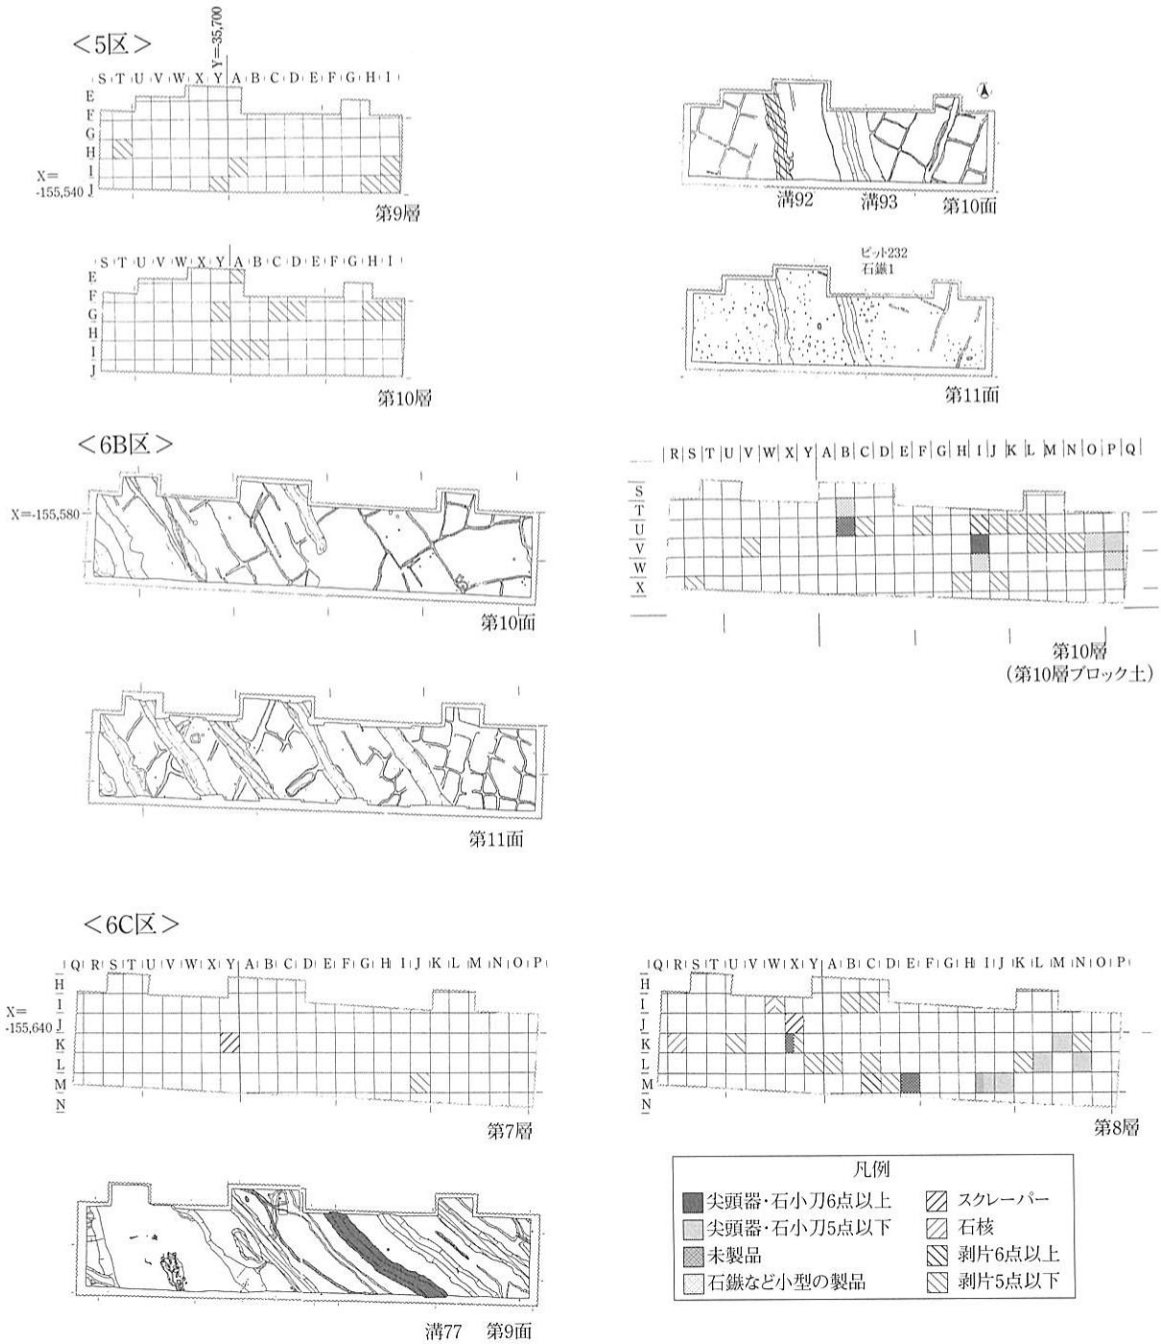 <5区>
Y=-35,700
S T U V W X Y A B C D E F G H I
E
F
G
H
I
J
X=
-155,540
第9層
溝92 溝93 第10面
S T U V W X Y A B C D E F G H I
E
F
G
H
I
J
第10層
ピット232
石鏃1
第11面
<6B区>
X=-155,580
第10面
R S T U V W X Y A B C D E F G H I J K L M N O P Q
S
T
U
V
W
X
第10層
(第10層ブロック土)
第11面
<6C区>
Q R S T U V W X Y A B C D E F G H I J K L M N O P
H
I
J
K
L
M
N
X=
-155,640
第7層
Q R S T U V W X Y A B C D E F G H I J K L M N O P
H
I
J
K
L
M
N
第8層
溝77 第9面
凡例
尖頭器・石小刀6点以上
尖頭器・石小刀5点以下
未製品
石鏃など小型の製品
スクレーパー
石核
剥片6点以上
剥片5点以下